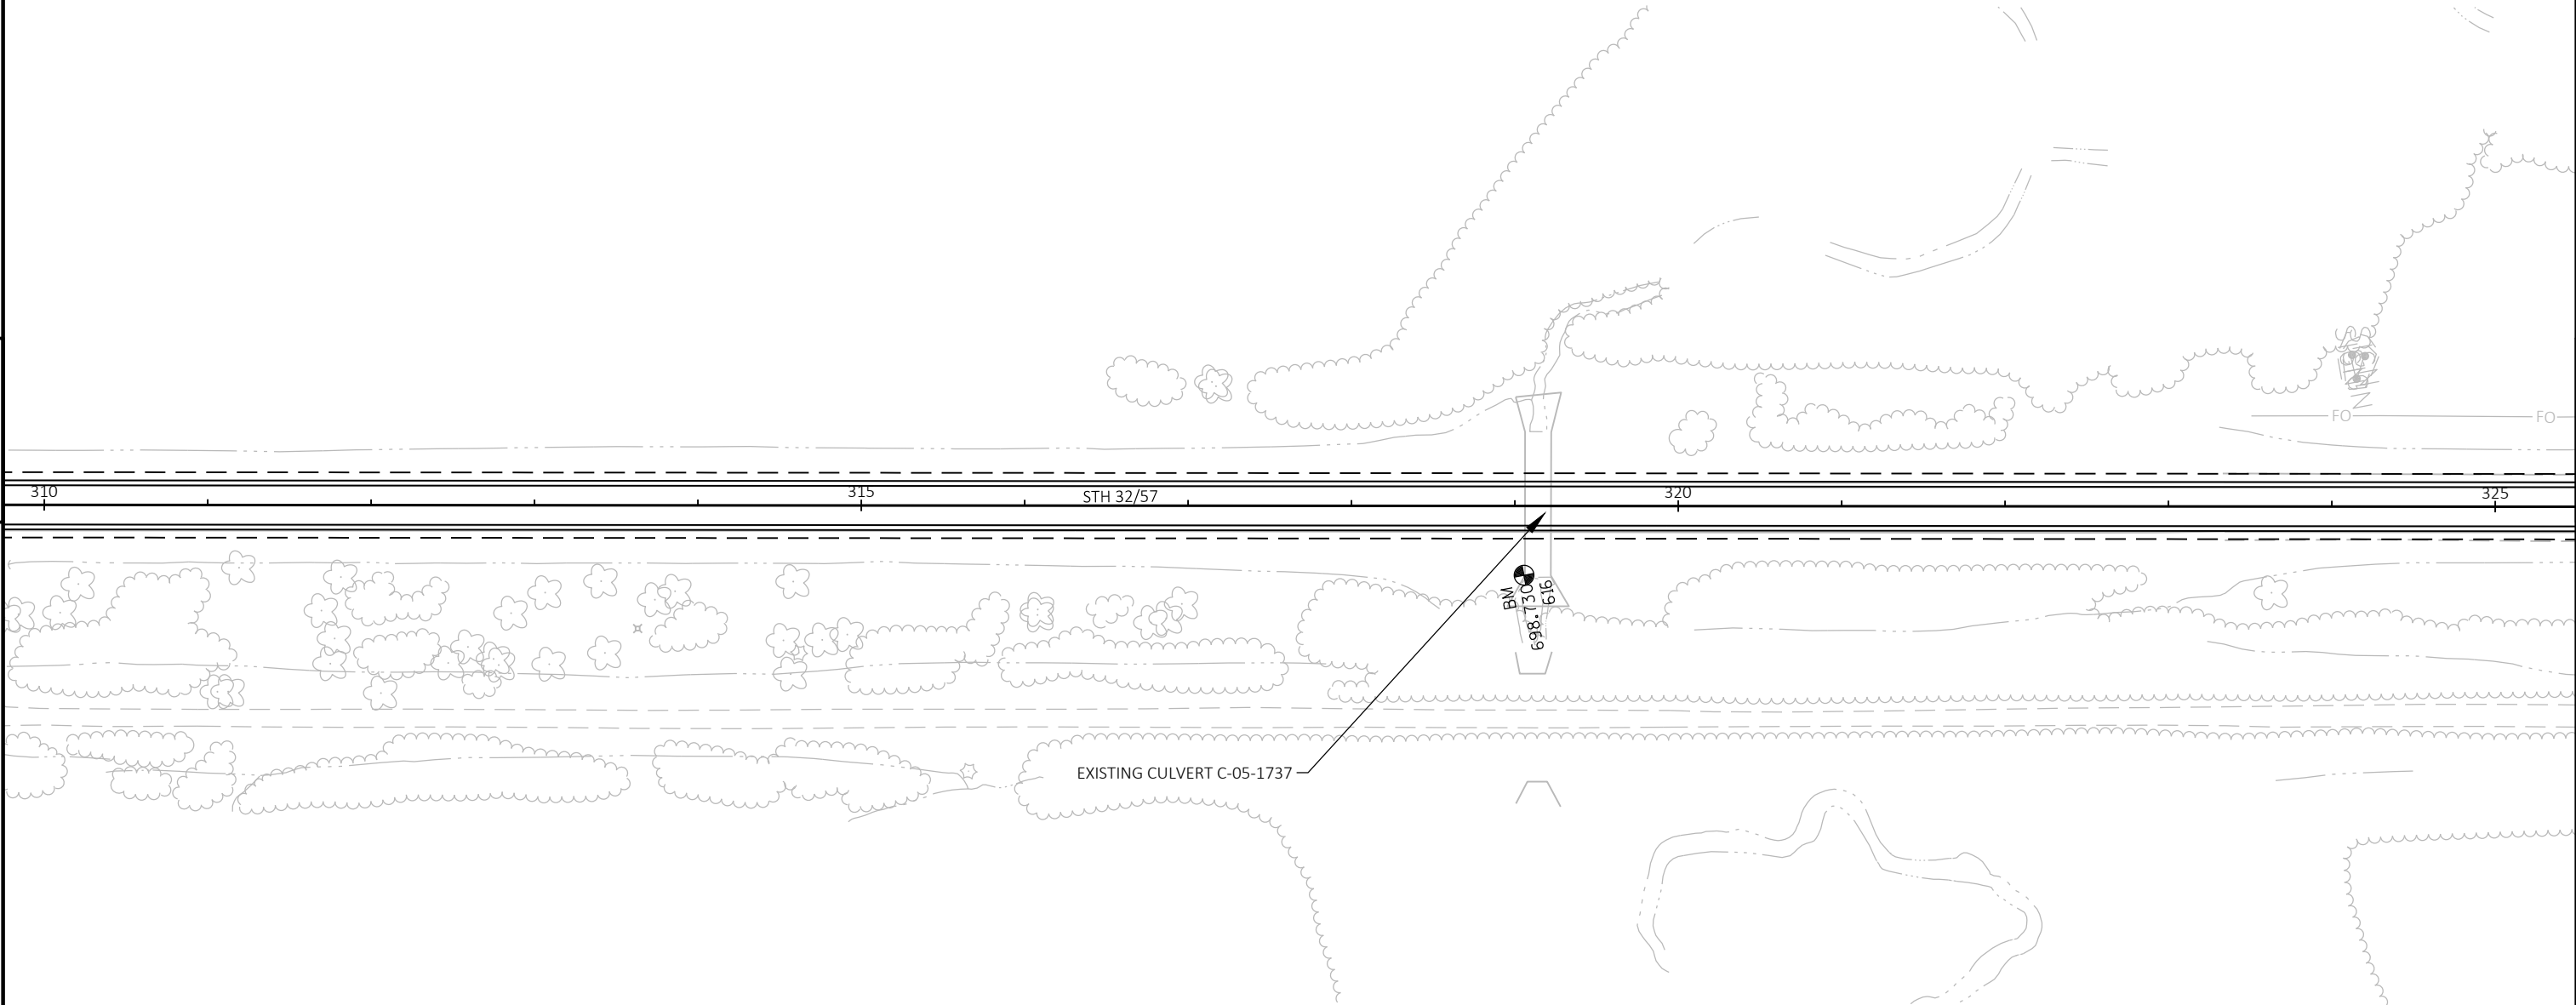 FO
FO
310
315
STH 32/57
320
325
BM
698.730
616
EXISTING CULVERT C-05-1737